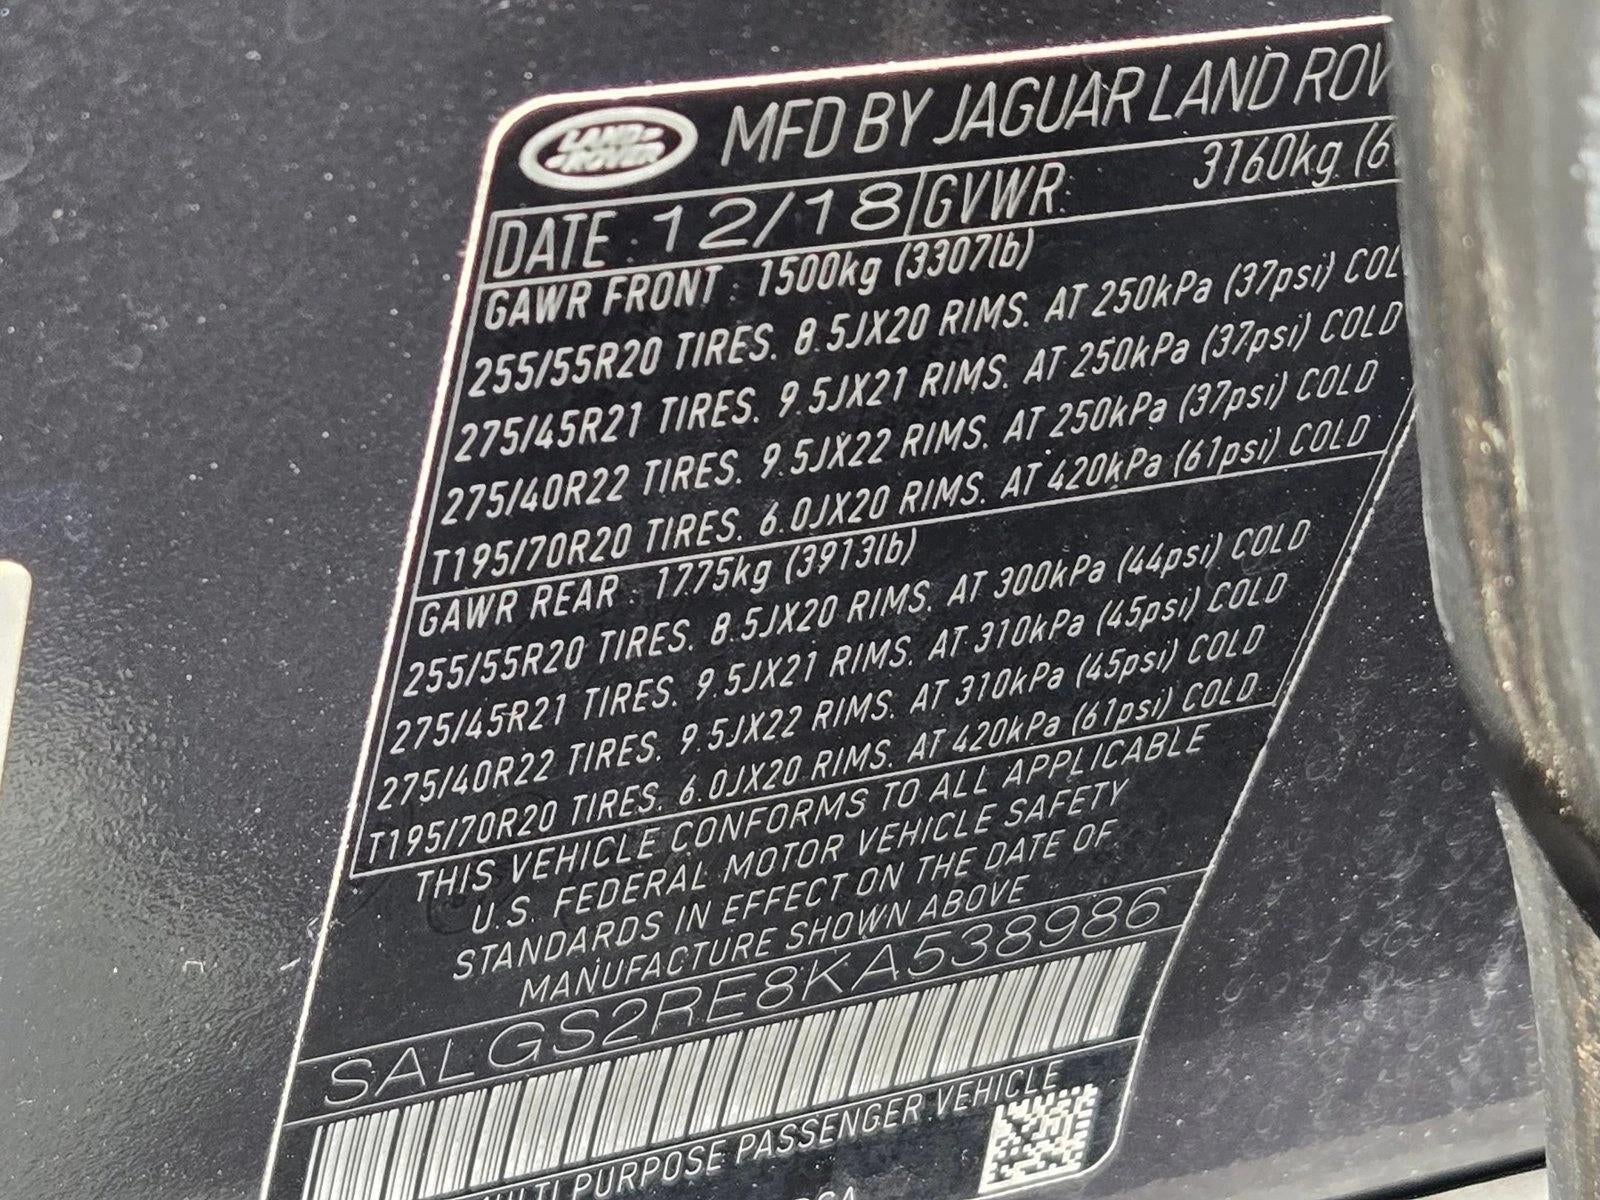 LAND ROVER
MFD BY JAGUAR LAND ROV
DATE : 12/18 GVWR: 3160kg (6
GAWR FRONT : 1500kg (3307lb)
255/55R20 TIRES. 8.5JX20 RIMS. AT 250kPa (37psi) COL
275/45R21 TIRES. 9.5JX21 RIMS. AT 250kPa (37psi) COLD
275/40R22 TIRES. 9.5JX22 RIMS. AT 250kPa (37psi) COLD
T195/70R20 TIRES. 6.0JX20 RIMS. AT 420kPa (61psi) COLD
GAWR REAR : 1775kg (3913lb)
255/55R20 TIRES. 8.5JX20 RIMS. AT 300kPa (44psi) COLD
275/45R21 TIRES. 9.5JX21 RIMS. AT 310kPa (45psi) COLD
275/40R22 TIRES. 9.5JX22 RIMS. AT 310kPa (45psi) COLD
T195/70R20 TIRES. 6.0JX20 RIMS. AT 420kPa (61psi) COLD
THIS VEHICLE CONFORMS TO ALL APPLICABLE
U.S. FEDERAL MOTOR VEHICLE SAFETY
STANDARDS IN EFFECT ON THE DATE OF
MANUFACTURE SHOWN ABOVE
SALGS2RE8KA538986
MULTI PURPOSE PASSENGER VEHICLE